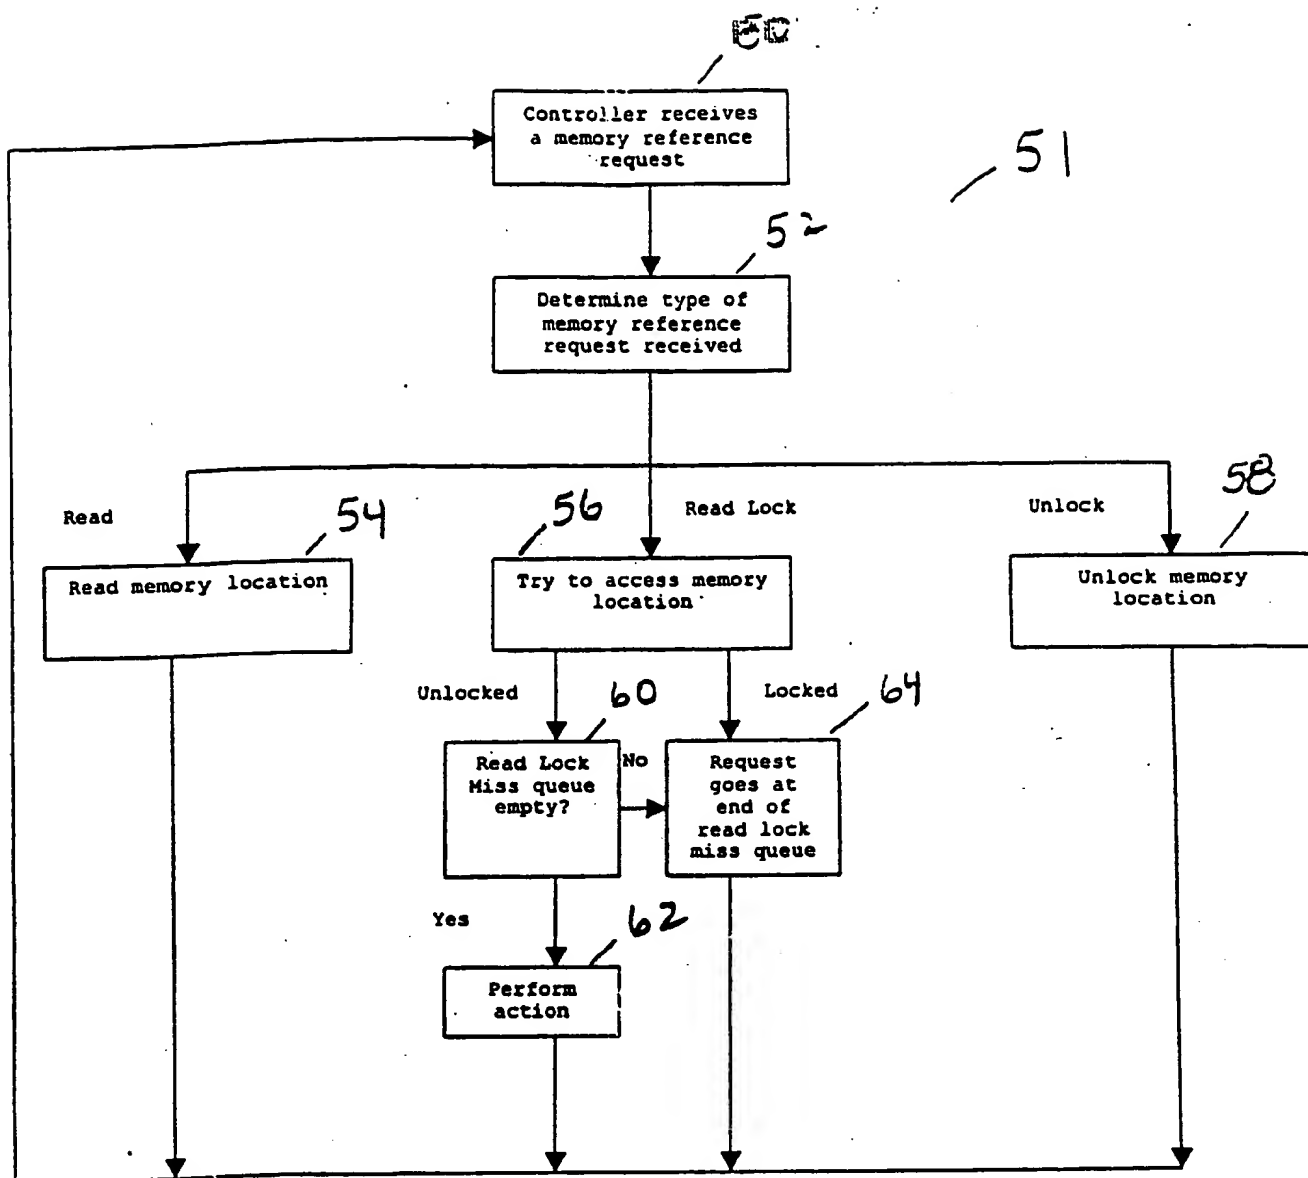 Controller receives
a memory reference
request
51
52
Determine type of
memory reference
request received
Read
54
56
Read Lock
Unlock
58
Read memory location
Try to access memory
location
Unlock memory
location
Unlocked
60
Locked
64
Read Lock
Miss queue
empty?
No
Request
goes at
end of
read lock
miss queue
Yes
62
Perform
action